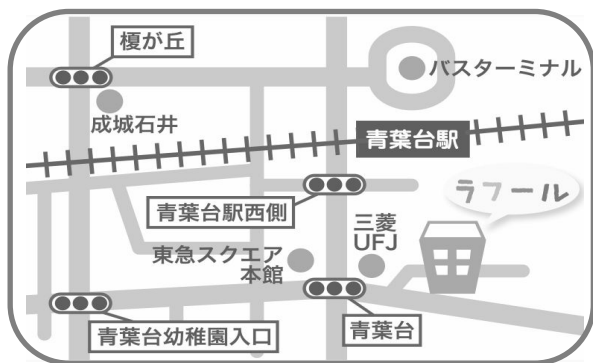 榎が丘
バスターミナル
成城石井
青葉台駅
ラフール
青葉台駅西側
三菱
UFJ
東急スクエア
本館
青葉台幼稚園入口
青葉台